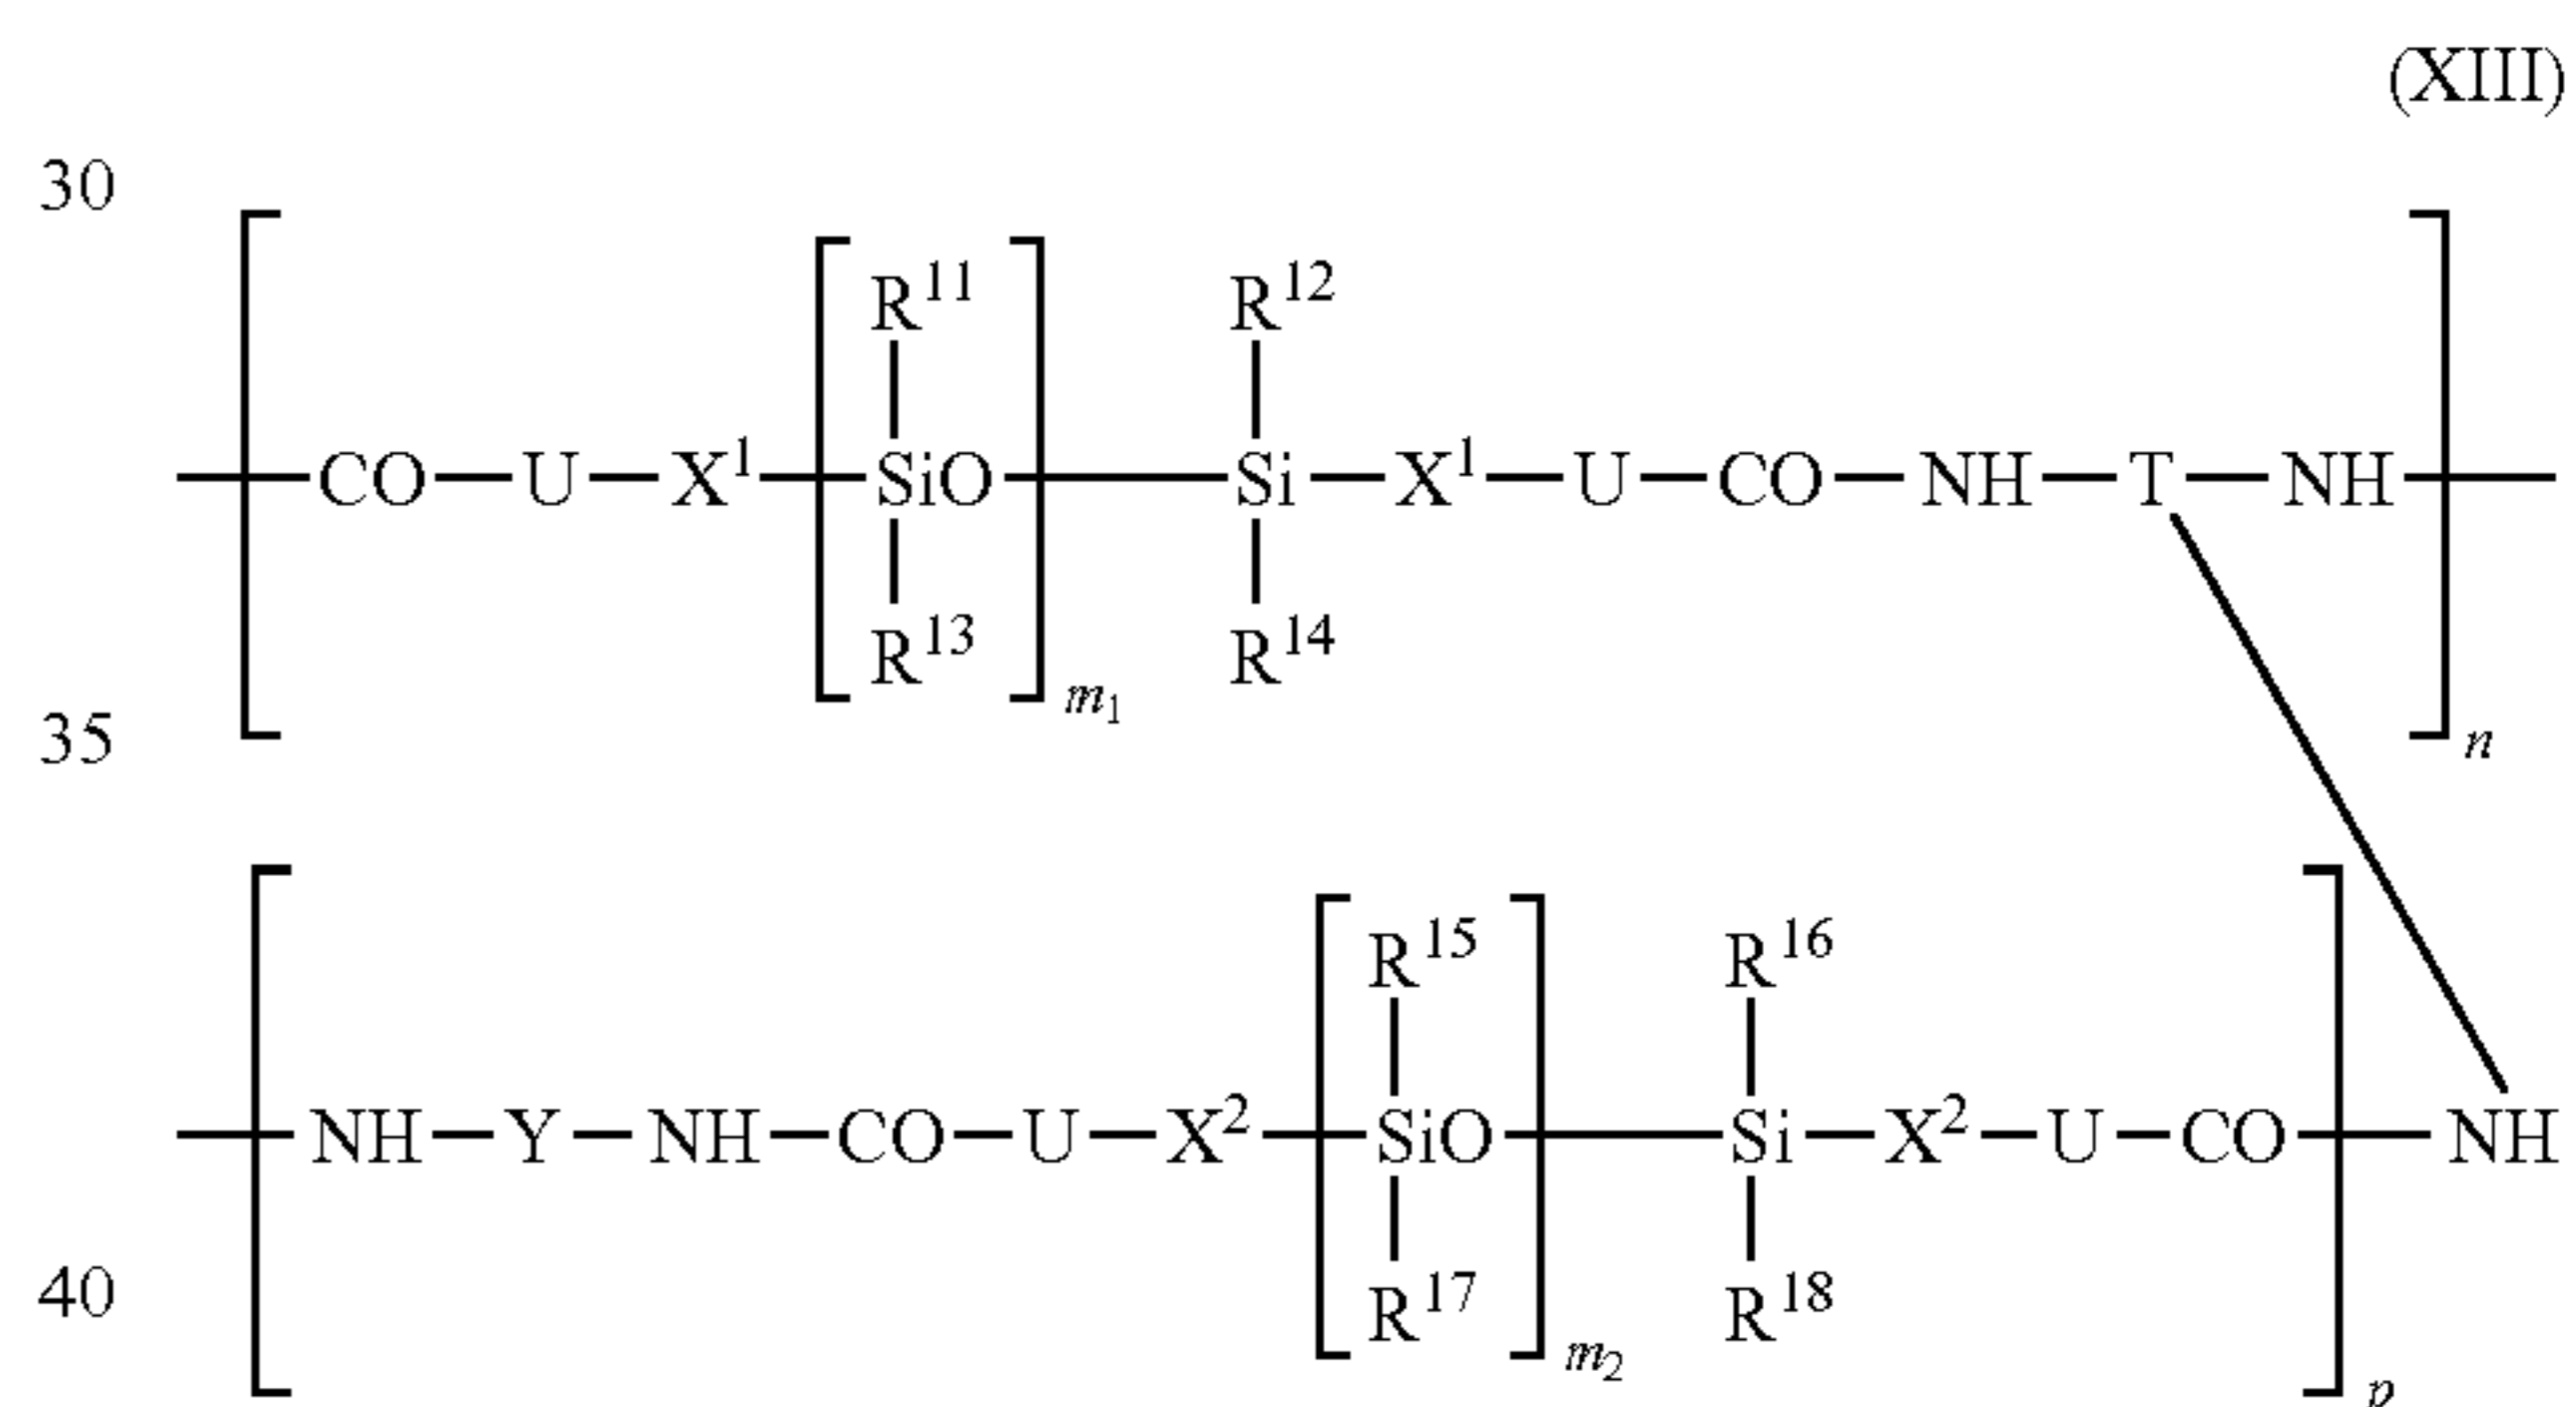 (XIII)
30
R¹¹ R¹²
CO—U—X¹—SiO—Si—X¹—U—CO—NH—T—NH
R¹³ R¹⁴
m₁
35
n
R¹⁵ R¹⁶
NH—Y—NH—CO—U—X²—SiO—Si—X²—U—CO—NH
R¹⁷ R¹⁸
40
m₂
p